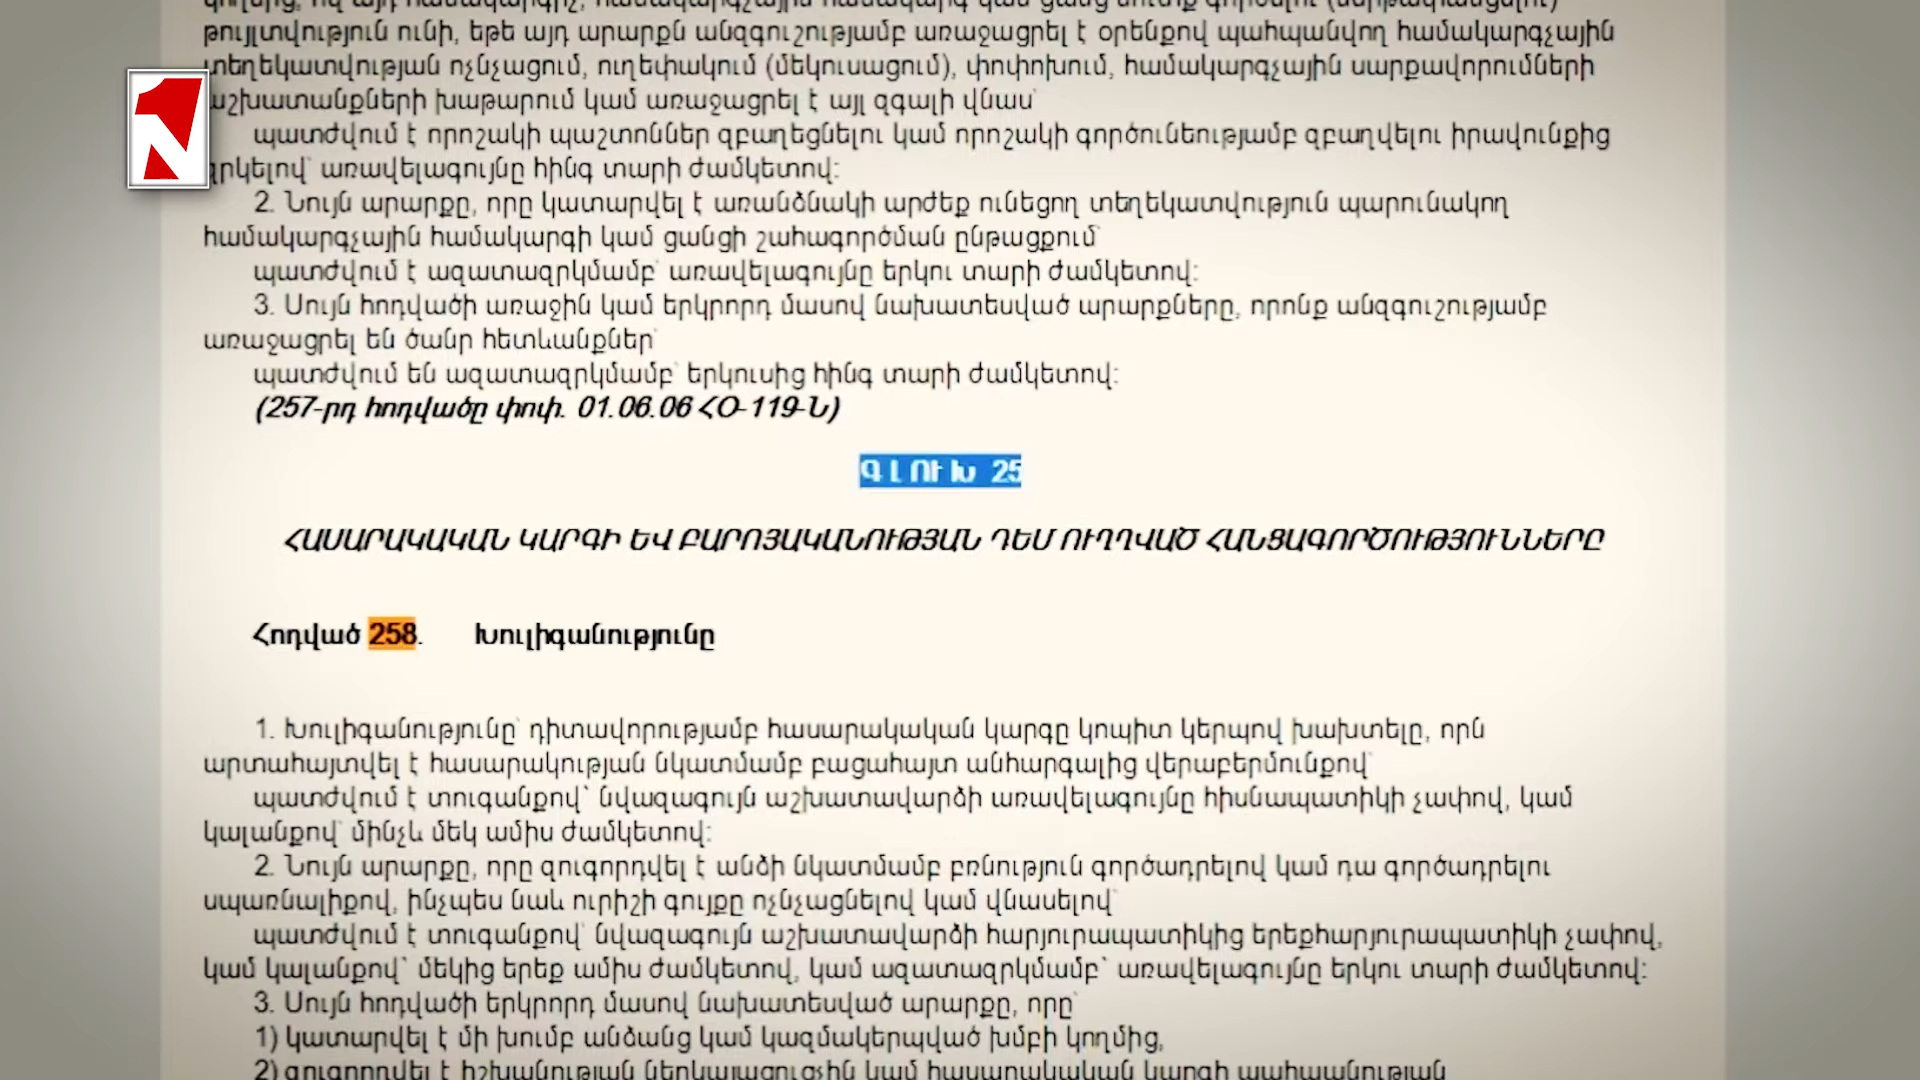 թույլտվություն ունի, եթե այդ արարքն անզգուշությամբ առաջացրել է օրենքով պահպանվող համակարգչային
տեղեկատվության ոչնչացում, ուղեփակում (մեկուսացում), փոփոխում, համակարգչային սարքավորումների
աշխատանքների խաթարում կամ առաջացրել է այլ զգալի վնաս՝
պատժվում է որոշակի պաշտոններ զբաղեցնելու կամ որոշակի գործունեությամբ զբաղվելու իրավունքից
զրկելով՝ առավելագույնը հինգ տարի ժամկետով:
2. Նույն արարքը, որը կատարվել է առանձնակի արժեք ունեցող տեղեկատվություն պարունակող
համակարգչային համակարգի կամ ցանցի շահագործման ընթացքում՝
պատժվում է ազատազրկմամբ՝ առավելագույնը երկու տարի ժամկետով:
3. Սույն հոդվածի առաջին կամ երկրորդ մասով նախատեսված արարքները, որոնք անզգուշությամբ
առաջացրել են ծանր հետևանքներ՝
պատժվում են ազատազրկմամբ՝ երկուսից հինգ տարի ժամկետով:
(257-րդ հոդվածը փոփ. 01.06.06 ՀՕ-119-Ն)
Գ Լ ՈՒ Խ 25
ՀԱՍԱՐԱԿԱԿԱՆ ԿԱՐԳԻ ԵՎ ԲԱՐՈՅԱԿԱՆՈՒԹՅԱՆ ԴԵՄ ՈՒՂՂՎԱԾ ՀԱՆՑԱԳՈՐԾՈՒԹՅՈՒՆՆԵՐԸ
Հոդված 258. Խուլիգանությունը
1. Խուլիգանությունը՝ դիտավորությամբ հասարակական կարգը կոպիտ կերպով խախտելը, որն
արտահայտվել է հասարակության նկատմամբ բացահայտ անհարգալից վերաբերմունքով՝
պատժվում է տուգանքով՝ նվազագույն աշխատավարձի առավելագույնը հիսնապատիկի չափով, կամ
կալանքով՝ մինչև մեկ ամիս ժամկետով:
2. Նույն արարքը, որը զուգորդվել է անձի նկատմամբ բռնություն գործադրելով կամ դա գործադրելու
սպառնալիքով, ինչպես նաև ուրիշի գույքը ոչնչացնելով կամ վնասելով՝
պատժվում է տուգանքով՝ նվազագույն աշխատավարձի հարյուրապատիկից երեքհարյուրապատիկի չափով,
կամ կալանքով՝ մեկից երեք ամիս ժամկետով, կամ ազատազրկմամբ՝ առավելագույնը երկու տարի ժամկետով:
3. Սույն հոդվածի երկրորդ մասով նախատեսված արարքը, որը՝
1) կատարվել է մի խումբ անձանց կամ կազմակերպված խմբի կողմից,
2) զուգորդվել է իշխանության ներկայացուցչին կամ հասարակական կարգի պահպանության